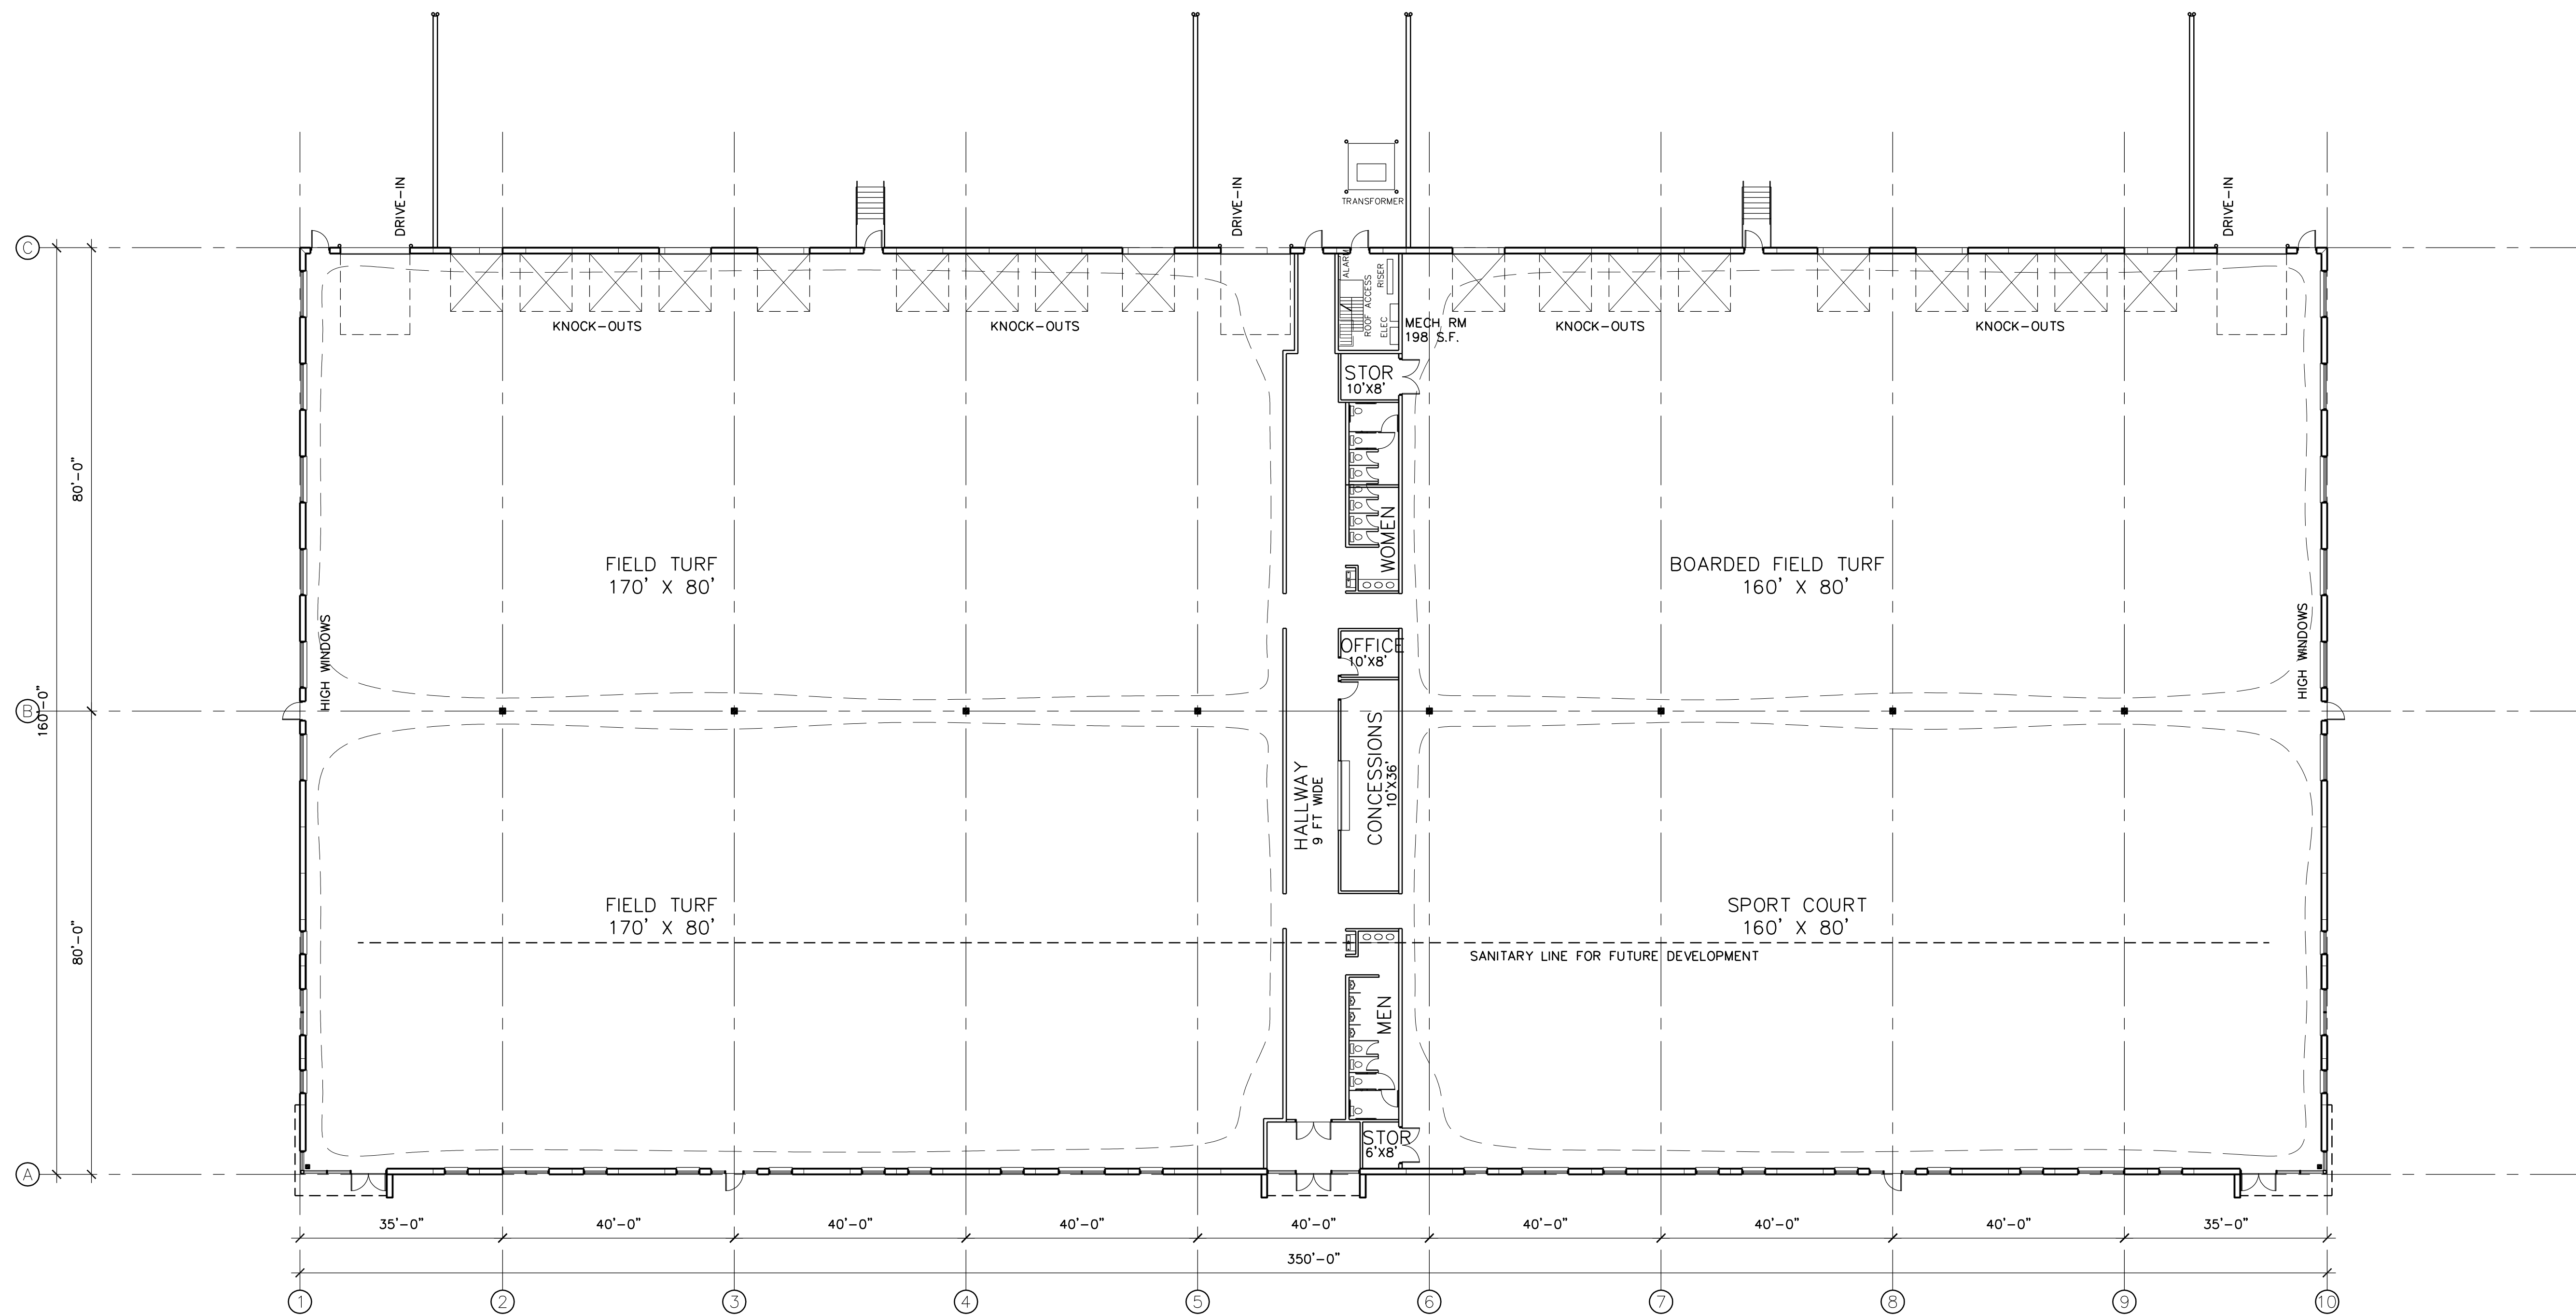 DRIVE-IN
DRIVE-IN
DRIVE-IN
TRANSFORMER
C
KNOCK-OUTS
KNOCK-OUTS
KNOCK-OUTS
KNOCK-OUTS
ALARM
ROOF ACCESS
RISER
ELEC
MECH RM
198 S.F.
STOR
10'X8'
WOMEN
80'-0"
FIELD TURF
170' X 80'
BOARDED FIELD TURF
160' X 80'
HIGH WINDOWS
HIGH WINDOWS
OFFICE
10'X8'
B
160'-0"
HALLWAY
9 FT WIDE
CONCESSIONS
10'X36'
80'-0"
FIELD TURF
170' X 80'
SPORT COURT
160' X 80'
SANITARY LINE FOR FUTURE DEVELOPMENT
MEN
STOR
6'X8'
A
35'-0"
40'-0"
40'-0"
40'-0"
40'-0"
40'-0"
40'-0"
40'-0"
35'-0"
350'-0"
1
2
3
4
5
6
7
8
9
10